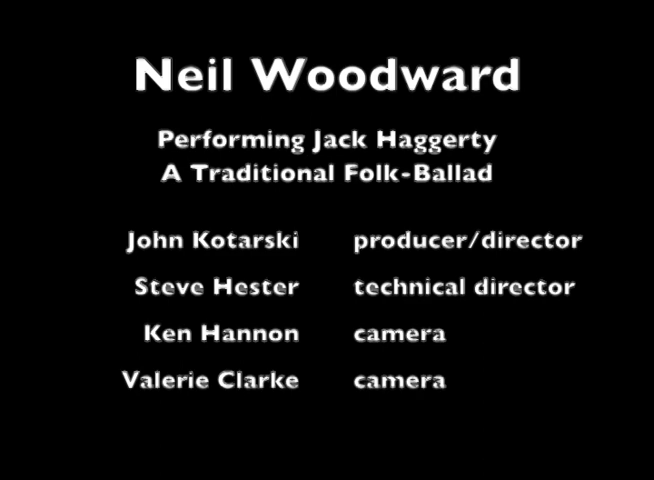 Neil Woodward
Performing Jack Haggerty
A Traditional Folk-Ballad
John Kotarski producer/director
Steve Hester technical director
Ken Hannon camera
Valerie Clarke camera